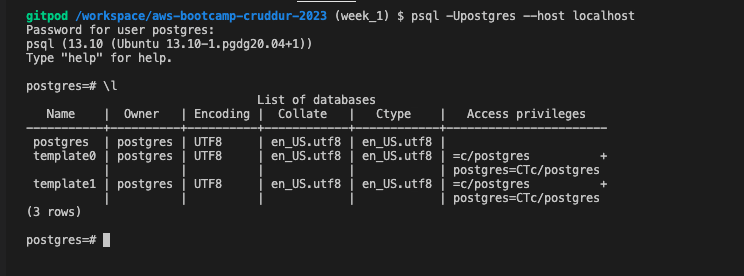 gitpod /workspace/aws-bootcamp-cruddur-2023 (week_1) $ psql -Upostgres --host localhost
Password for user postgres:
psql (13.10 (Ubuntu 13.10-1.pgdg20.04+1))
Type "help" for help.
postgres=# \l
List of databases
Name | Owner | Encoding | Collate | Ctype | Access privileges
-----------+----------+----------+------------+------------+-----------------------
postgres | postgres | UTF8 | en_US.utf8 | en_US.utf8 |
template0 | postgres | UTF8 | en_US.utf8 | en_US.utf8 | =c/postgres +
| | | | | postgres=CTc/postgres
template1 | postgres | UTF8 | en_US.utf8 | en_US.utf8 | =c/postgres +
| | | | | postgres=CTc/postgres
(3 rows)
postgres=#